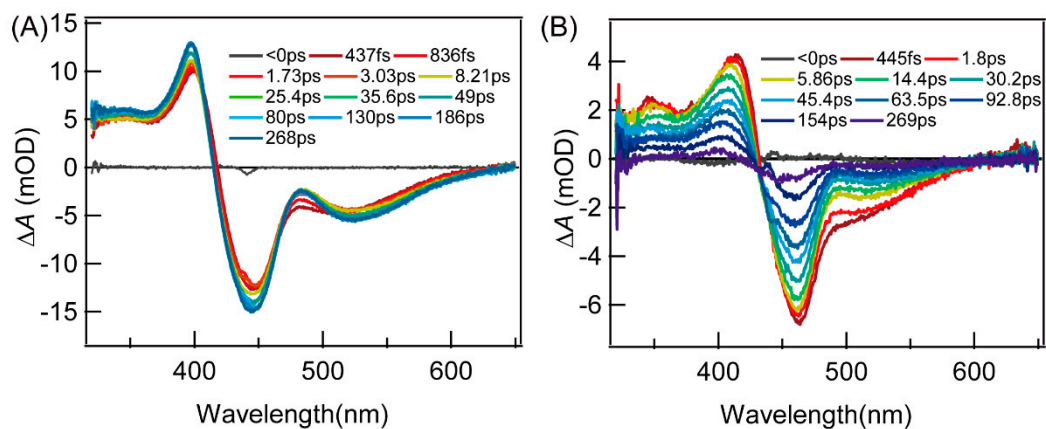 (A)
<0ps 437fs 836fs
1.73ps 3.03ps 8.21ps
25.4ps 35.6ps 49ps
80ps 130ps 186ps
268ps
15
10
5
0
-5
-10
-15
ΔA (mOD)
400 500 600
Wavelength(nm)
(B)
<0ps 445fs 1.8ps
5.86ps 14.4ps 30.2ps
45.4ps 63.5ps 92.8ps
154ps 269ps
4
2
0
-2
-4
-6
ΔA (mOD)
400 500 600
Wavelength(nm)